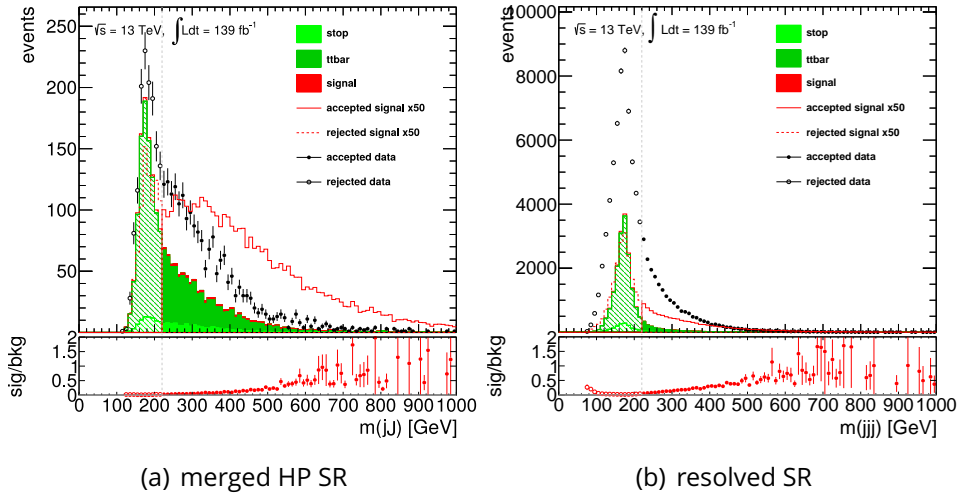 events
250
200
150
100
50
√s = 13 TeV, ∫ Ldt = 139 fb⁻¹
stop
ttbar
signal
accepted signal x50
rejected signal x50
accepted data
rejected data
sig/bkg
2
1.5
1
0.5
0
0 100 200 300 400 500 600 700 800 900 1000
m(jJ) [GeV]
(a) merged HP SR
events
10000
8000
6000
4000
2000
√s = 13 TeV, ∫ Ldt = 139 fb⁻¹
stop
ttbar
signal
accepted signal x50
rejected signal x50
accepted data
rejected data
sig/bkg
2
1.5
1
0.5
0
0 100 200 300 400 500 600 700 800 900 1000
m(jjj) [GeV]
(b) resolved SR